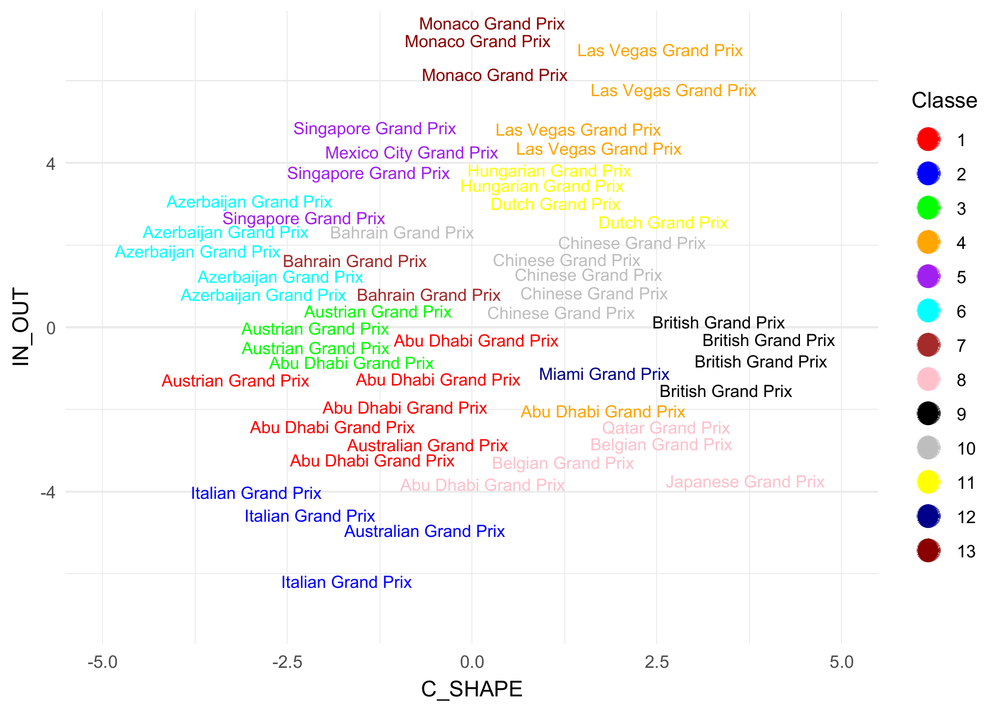 Monaco Grand Prix
Monaco Grand Prix
Las Vegas Grand Prix
Monaco Grand Prix
Las Vegas Grand Prix
Singapore Grand Prix
Las Vegas Grand Prix
Las Vegas Grand Prix
Mexico City Grand Prix
Hungarian Grand Prix
Singapore Grand Prix
Hungarian Grand Prix
Azerbaijan Grand Prix
Dutch Grand Prix
Singapore Grand Prix
Dutch Grand Prix
Azerbaijan Grand Prix
Bahrain Grand Prix
Chinese Grand Prix
Azerbaijan Grand Prix
Chinese Grand Prix
Bahrain Grand Prix
Chinese Grand Prix
Azerbaijan Grand Prix
Chinese Grand Prix
Azerbaijan Grand Prix
Bahrain Grand Prix
Austrian Grand Prix
Chinese Grand Prix
British Grand Prix
Austrian Grand Prix
Abu Dhabi Grand Prix
British Grand Prix
Austrian Grand Prix
Abu Dhabi Grand Prix
British Grand Prix
Miami Grand Prix
Austrian Grand Prix
Abu Dhabi Grand Prix
British Grand Prix
Abu Dhabi Grand Prix
Abu Dhabi Grand Prix
Abu Dhabi Grand Prix
Qatar Grand Prix
Australian Grand Prix
Belgian Grand Prix
Abu Dhabi Grand Prix
Belgian Grand Prix
Abu Dhabi Grand Prix
Japanese Grand Prix
Italian Grand Prix
Italian Grand Prix
Australian Grand Prix
Italian Grand Prix
4
0
-4
IN_OUT
-5.0
-2.5
0.0
2.5
5.0
C_SHAPE
Classe
1
2
3
4
5
6
7
8
9
10
11
12
13